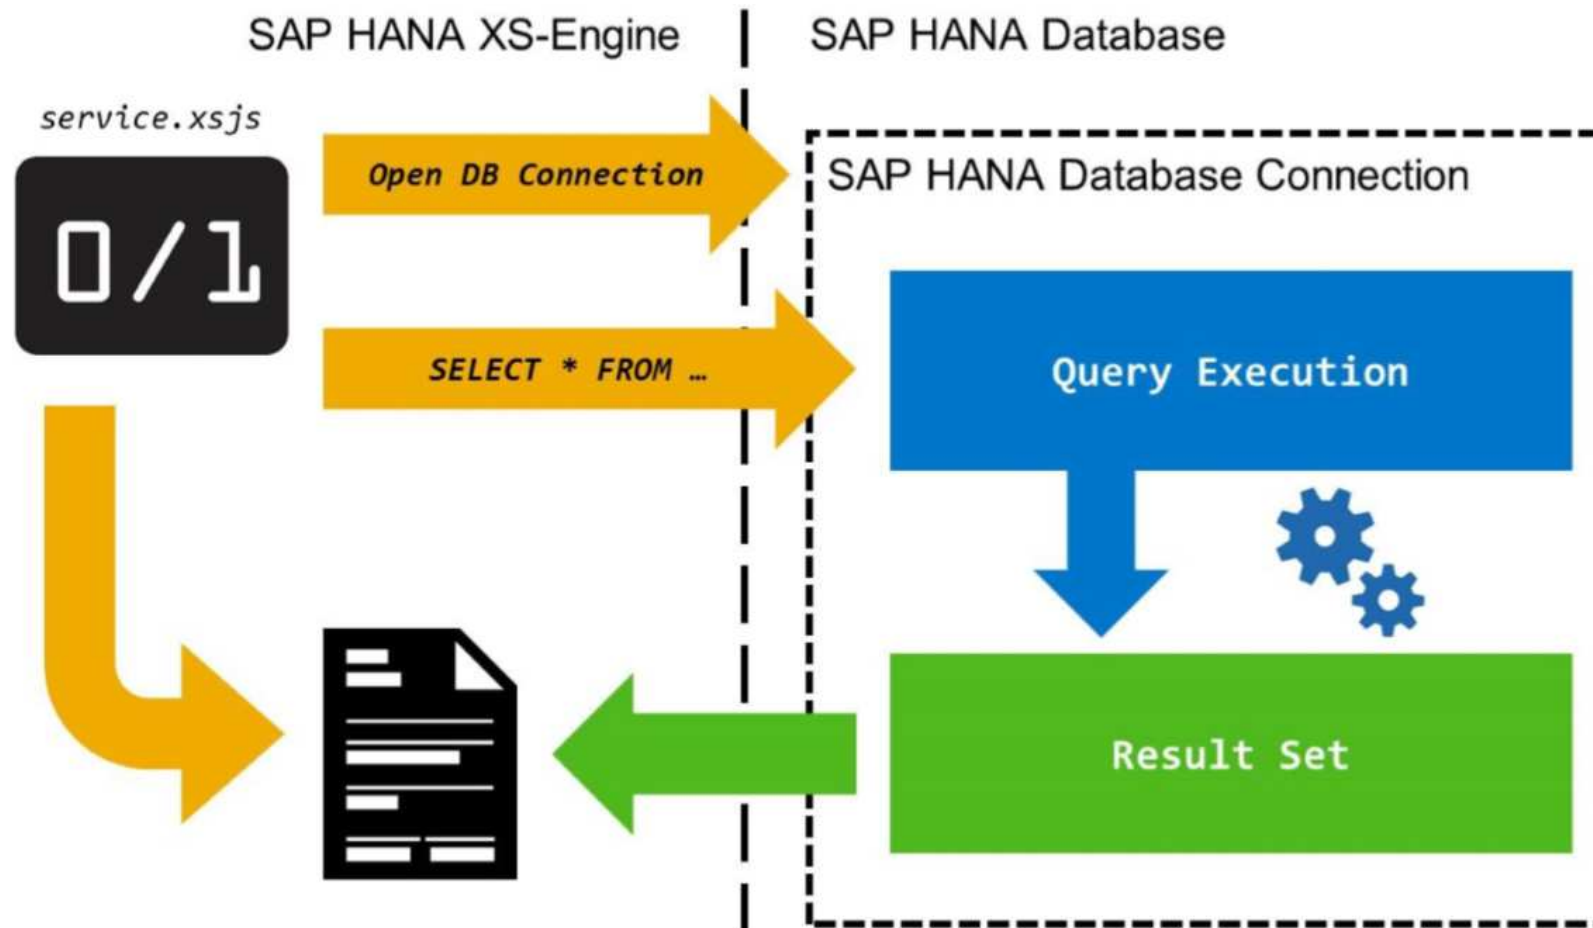 SAP HANA XS-Engine
SAP HANA Database
service.xsjs
0/1
Open DB Connection
SAP HANA Database Connection
SELECT * FROM …
Query Execution
Result Set